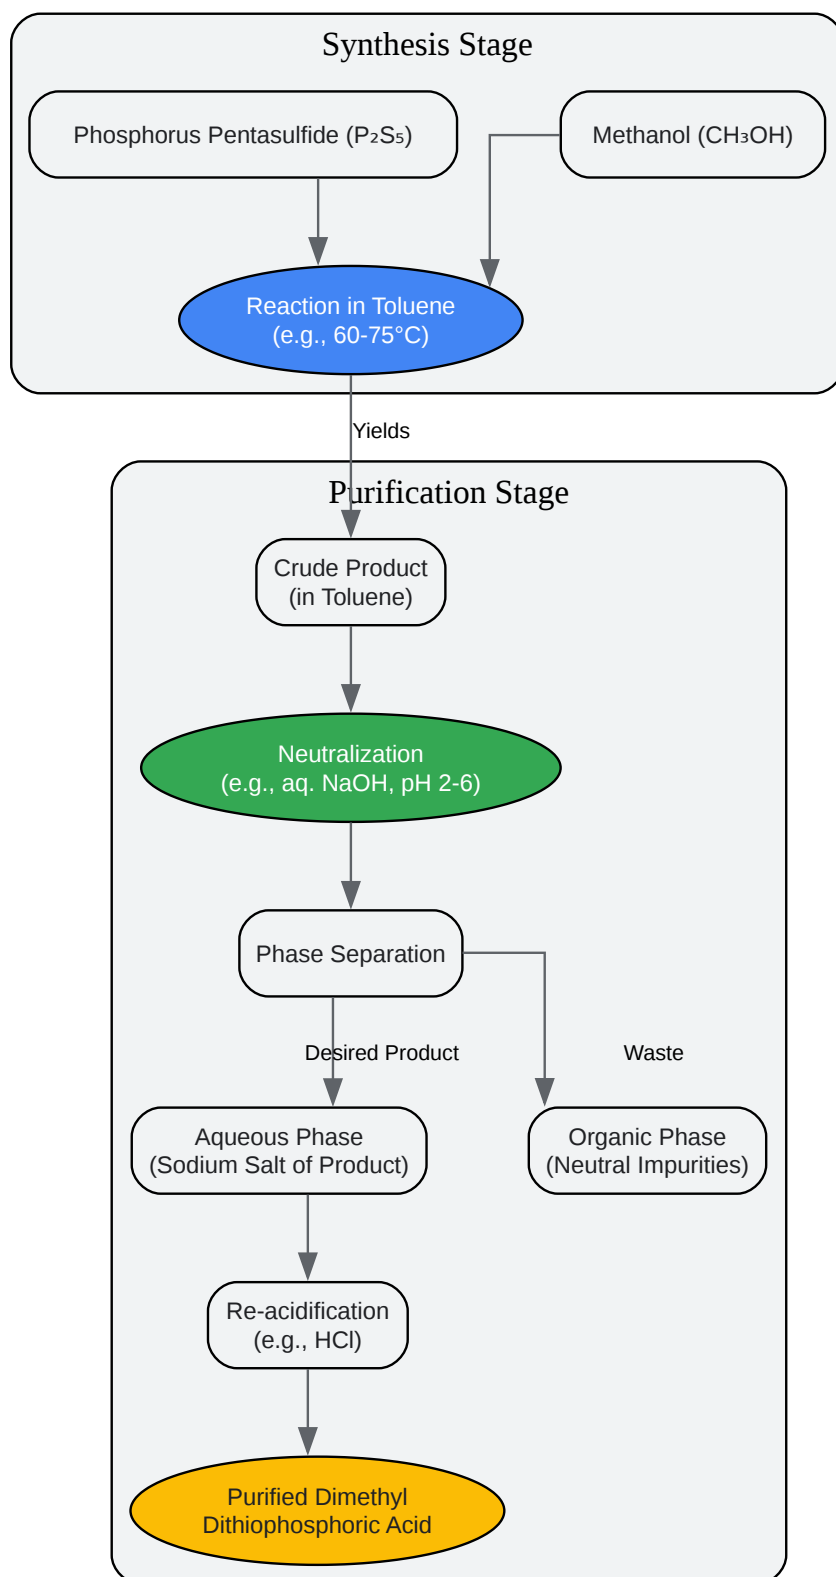 Synthesis Stage
Phosphorus Pentasulfide (P₂S₅)
Methanol (CH₃OH)
Reaction in Toluene
(e.g., 60-75°C)
Yields
Purification Stage
Crude Product
(in Toluene)
Neutralization
(e.g., aq. NaOH, pH 2-6)
Phase Separation
Desired Product
Waste
Aqueous Phase
(Sodium Salt of Product)
Organic Phase
(Neutral Impurities)
Re-acidification
(e.g., HCl)
Purified Dimethyl
Dithiophosphoric Acid